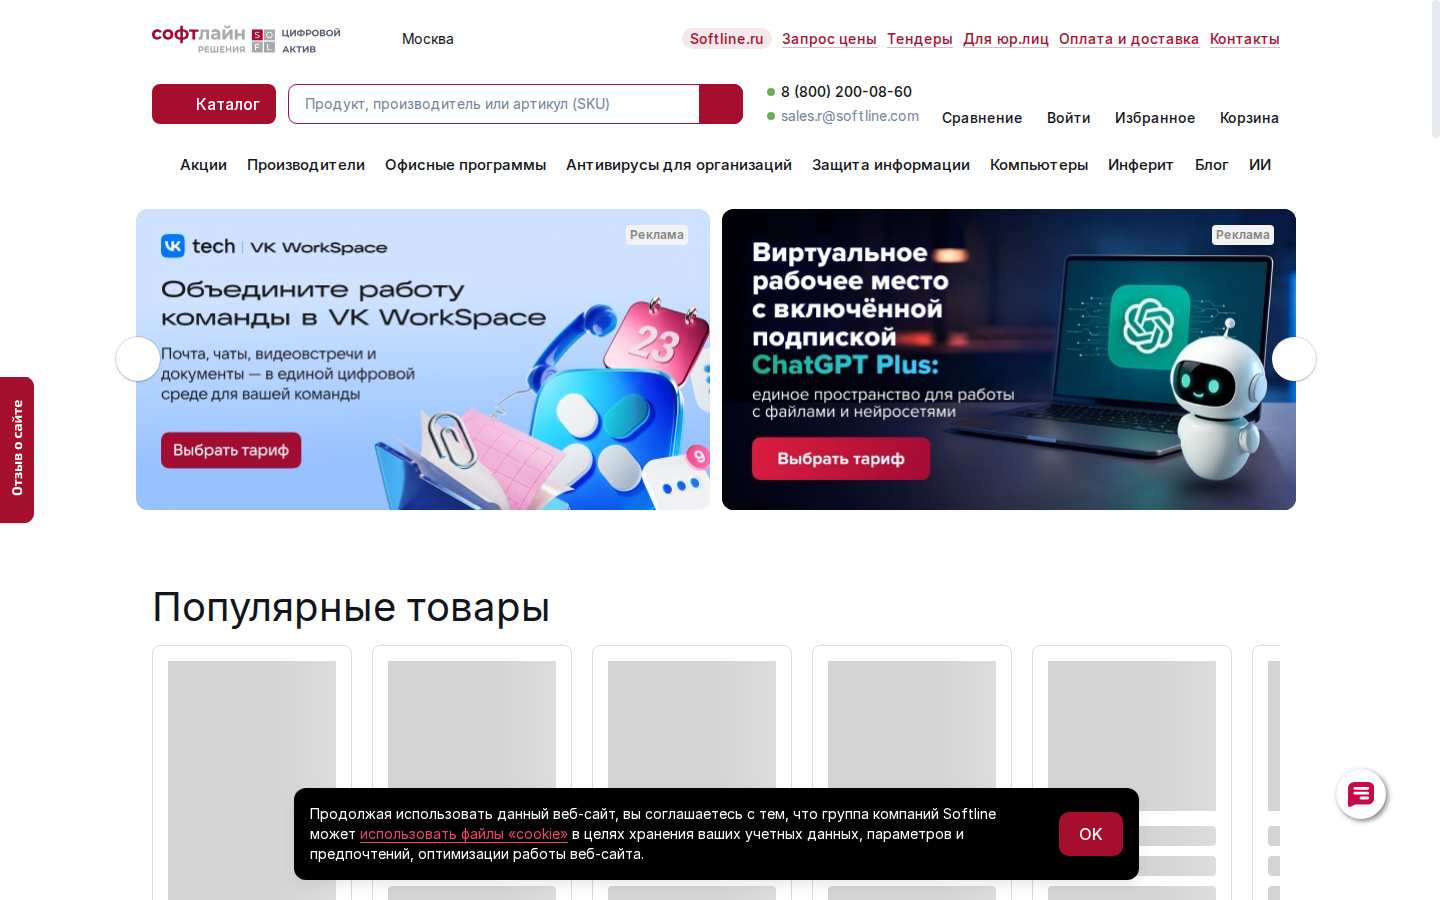 софтлайн
РЕШЕНИЯ
S O
F L
ЦИФРОВОЙ
АКТИВ
Москва
Softline.ru Запрос цены Тендеры Для юр.лиц Оплата и доставка Контакты
Каталог
Продукт, производитель или артикул (SKU)
8 (800) 200-08-60
sales.r@softline.com
Сравнение Войти Избранное Корзина
Акции Производители Офисные программы Антивирусы для организаций Защита информации Компьютеры Инферит Блог ИИ
tech | VK WorkSpace
Реклама
Объедините работу
команды в VK WorkSpace
Почта, чаты, видеовстречи и
документы — в единой цифровой
среде для вашей команды
Выбрать тариф
23
9
Реклама
Виртуальное
рабочее место
с включённой
подпиской
ChatGPT Plus:
единое пространство для работы
с файлами и нейросетями
Выбрать тариф
Отзыв о сайте
Популярные товары
Продолжая использовать данный веб-сайт, вы соглашаетесь с тем, что группа компаний Softline
может использовать файлы «cookie» в целях хранения ваших учетных данных, параметров и
предпочтений, оптимизации работы веб-сайта.
OK